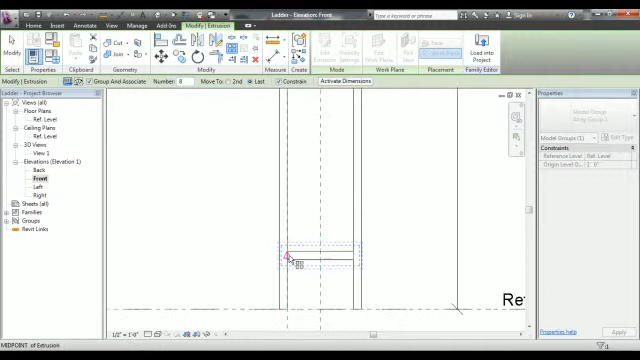 Ladder - Elevation: Front
Type a keyword or phrase
Sign In
Home Insert Annotate View Manage Add-Ins Modify | Extrusion
Modify
Paste
Cut
Join
Edit
Load into
Project
Select Properties Clipboard Geometry Modify Measure Create Mode Work Plane Placement Family Editor
Modify | Extrusion
Group And Associate Number: 8 Move To: 2nd Last Constrain Activate Dimensions
Ladder - Project Browser
Views (all)
Floor Plans
Ref. Level
Ceiling Plans
Ref. Level
3D Views
View 1
Elevations (Elevation 1)
Back
Front
Left
Right
Sheets (all)
Families
Groups
Revit Links
Properties
Model Group
Array Group 1
Model Groups (1)
Edit Type
Constraints
Reference Level Ref. Level
Origin Level O... 1' 0"
Properties help
Apply
Re
1/2" = 1'-0"
MIDPOINT of Extrusion
:1